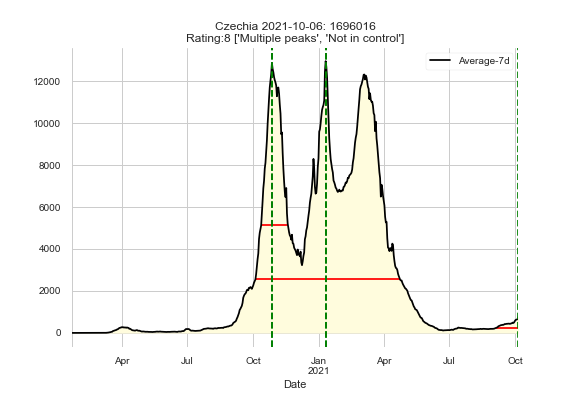 Czechia 2021-10-06: 1696016
Rating:8 ['Multiple peaks', 'Not in control']
Average-7d
12000
10000
8000
6000
4000
2000
0
Apr
Jul
Oct
Jan
2021
Apr
Jul
Oct
Date